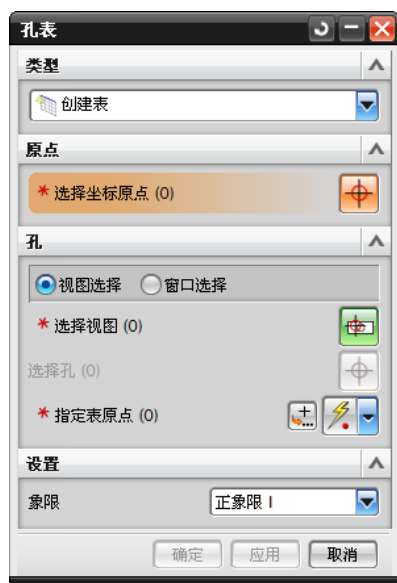 孔表
类型
创建表
原点
* 选择坐标原点 (0)
孔
视图选择 窗口选择
* 选择视图 (0)
选择孔 (0)
* 指定表原点 (0)
设置
象限 正象限 I
确定 应用 取消